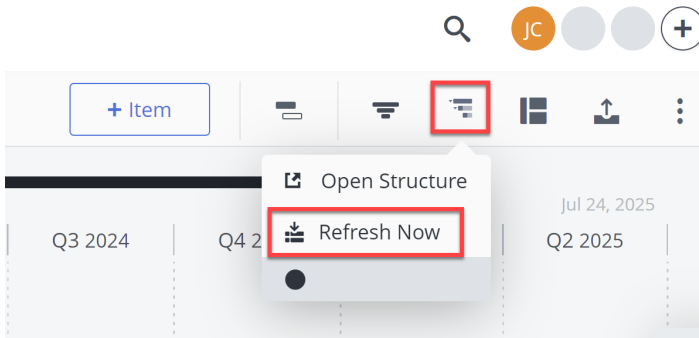 JC
+ Item
Open Structure
Jul 24, 2025
Refresh Now
Q3 2024
Q4 2
Q2 2025